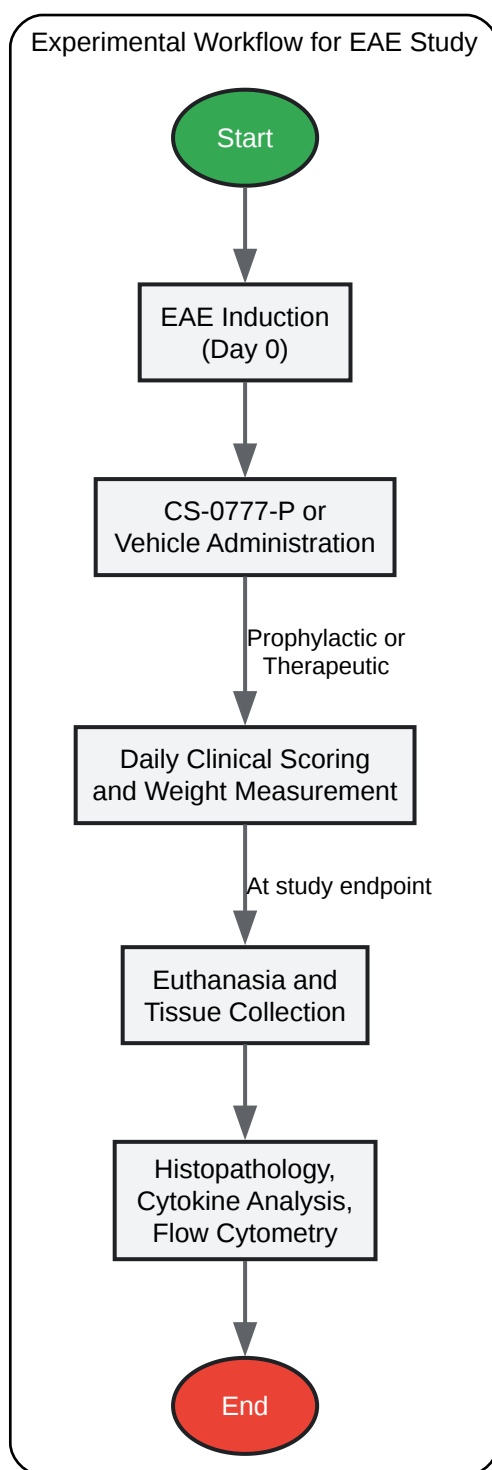 Experimental Workflow for EAE Study
Start
EAE Induction
(Day 0)
CS-0777-P or
Vehicle Administration
Prophylactic or
Therapeutic
Daily Clinical Scoring
and Weight Measurement
At study endpoint
Euthanasia and
Tissue Collection
Histopathology,
Cytokine Analysis,
Flow Cytometry
End